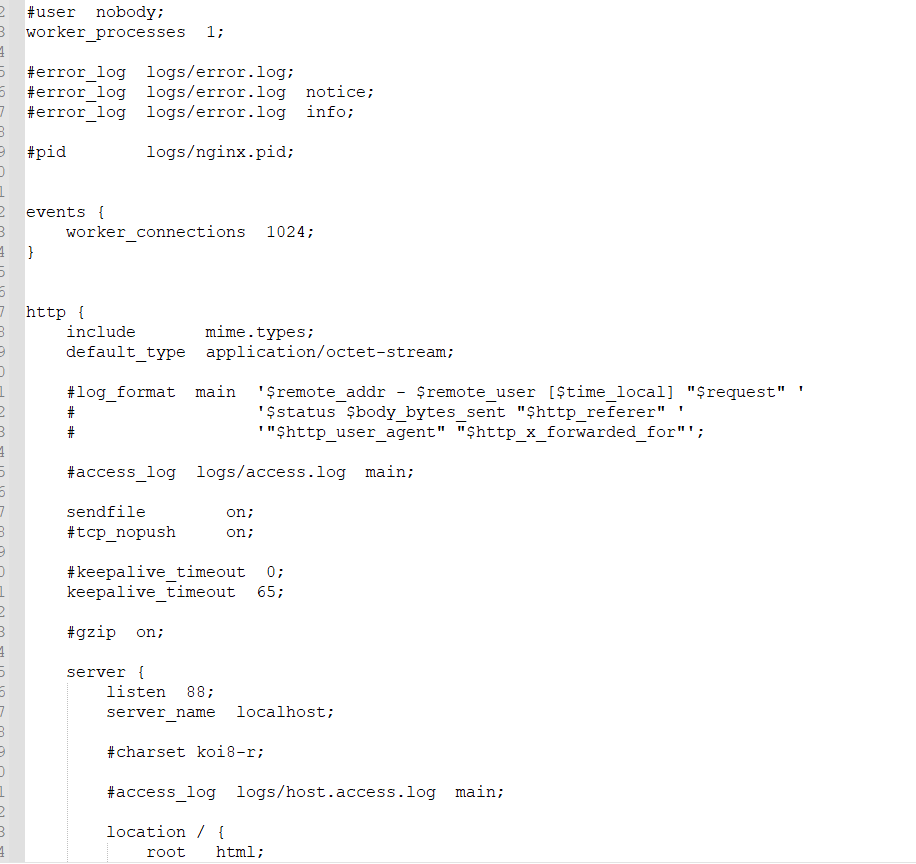 2 #user  nobody;
3 worker_processes  1;
4
5 #error_log  logs/error.log;
6 #error_log  logs/error.log  notice;
7 #error_log  logs/error.log  info;
8
9 #pid        logs/nginx.pid;
0
1
2 events {
3     worker_connections  1024;
4 }
5
6
7 http {
8     include       mime.types;
9     default_type  application/octet-stream;
0
1     #log_format  main  '$remote_addr - $remote_user [$time_local] "$request" '
2     #                  '$status $body_bytes_sent "$http_referer" '
3     #                  '"$http_user_agent" "$http_x_forwarded_for"';
4
5     #access_log  logs/access.log  main;
6
7     sendfile        on;
8     #tcp_nopush     on;
9
0     #keepalive_timeout  0;
1     keepalive_timeout  65;
2
3     #gzip  on;
4
5     server {
6         listen  88;
7         server_name  localhost;
8
9         #charset koi8-r;
0
1         #access_log  logs/host.access.log  main;
2
3         location / {
4             root   html;